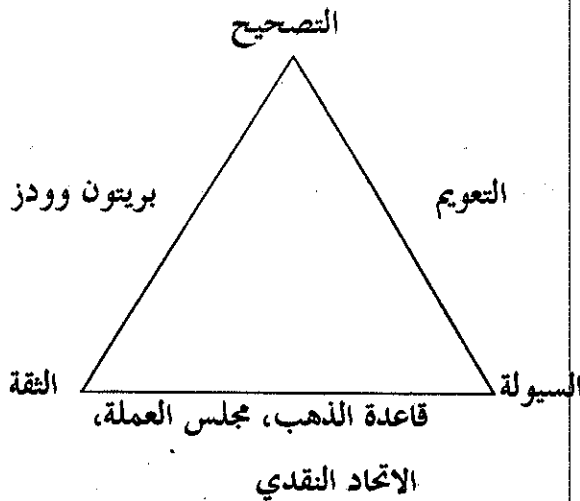 التصحيح
التعويم
بريتون وودز
السيولة
الثقة
قاعدة الذهب، مجلس العملة،
الاتحاد النقدي